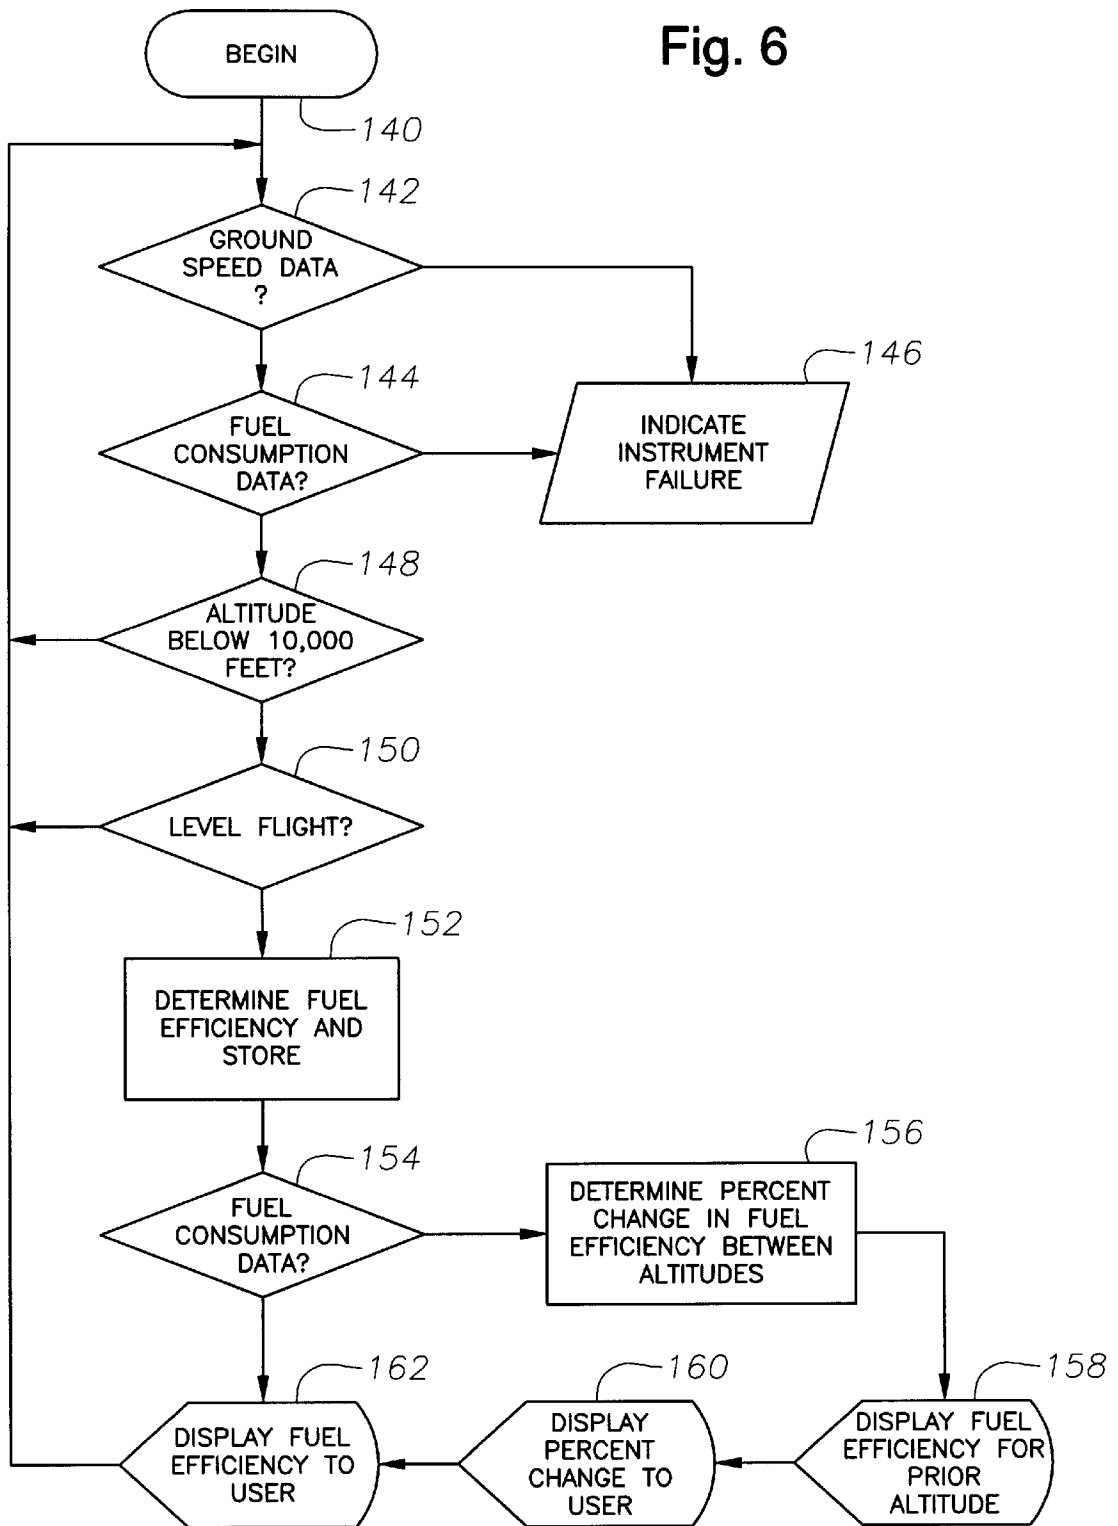 Fig. 6
BEGIN
140
142
GROUND
SPEED DATA
?
144
146
FUEL
CONSUMPTION
DATA?
INDICATE
INSTRUMENT
FAILURE
148
ALTITUDE
BELOW 10,000
FEET?
150
LEVEL FLIGHT?
152
DETERMINE FUEL
EFFICIENCY AND
STORE
154
156
FUEL
CONSUMPTION
DATA?
DETERMINE PERCENT
CHANGE IN FUEL
EFFICIENCY BETWEEN
ALTITUDES
162
160
158
DISPLAY FUEL
EFFICIENCY TO
USER
DISPLAY
PERCENT
CHANGE TO
USER
DISPLAY FUEL
EFFICIENCY FOR
PRIOR
ALTITUDE